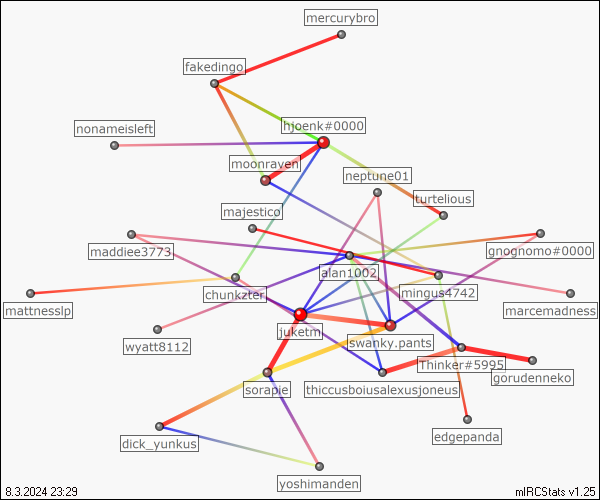 mercurybro
fakedingo
hjoenk#0000
nonameisleft
moonraven
neptune01
turtelious
majestico
maddiee3773
gnognomo#0000
alan1002
mingus4742
chunkzter
mattnesslp
marcemadness
juketm
swanky.pants
wyatt8112
Thinker#5995
gorudenneko
sorapie
thiccusboiusalexusjoneus
edgepanda
dick_yunkus
yoshimanden
8.3.2024 23:29
mIRCStats v1.25